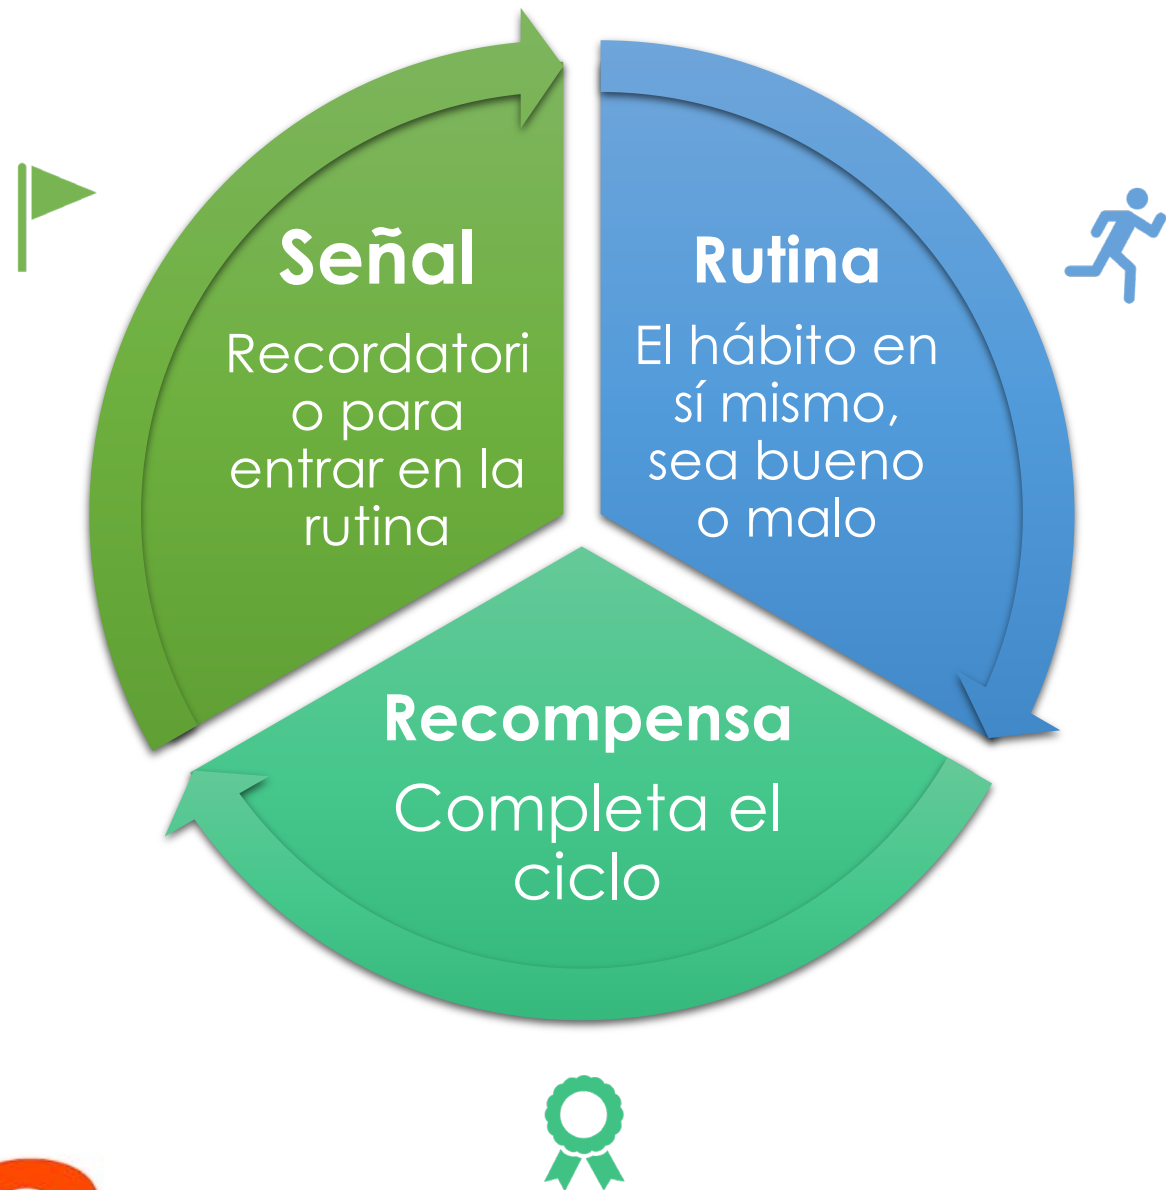 Señal
Recordatori
o para
entrar en la
rutina
Rutina
El hábito en
sí mismo,
sea bueno
o malo
Recompensa
Completa el
ciclo